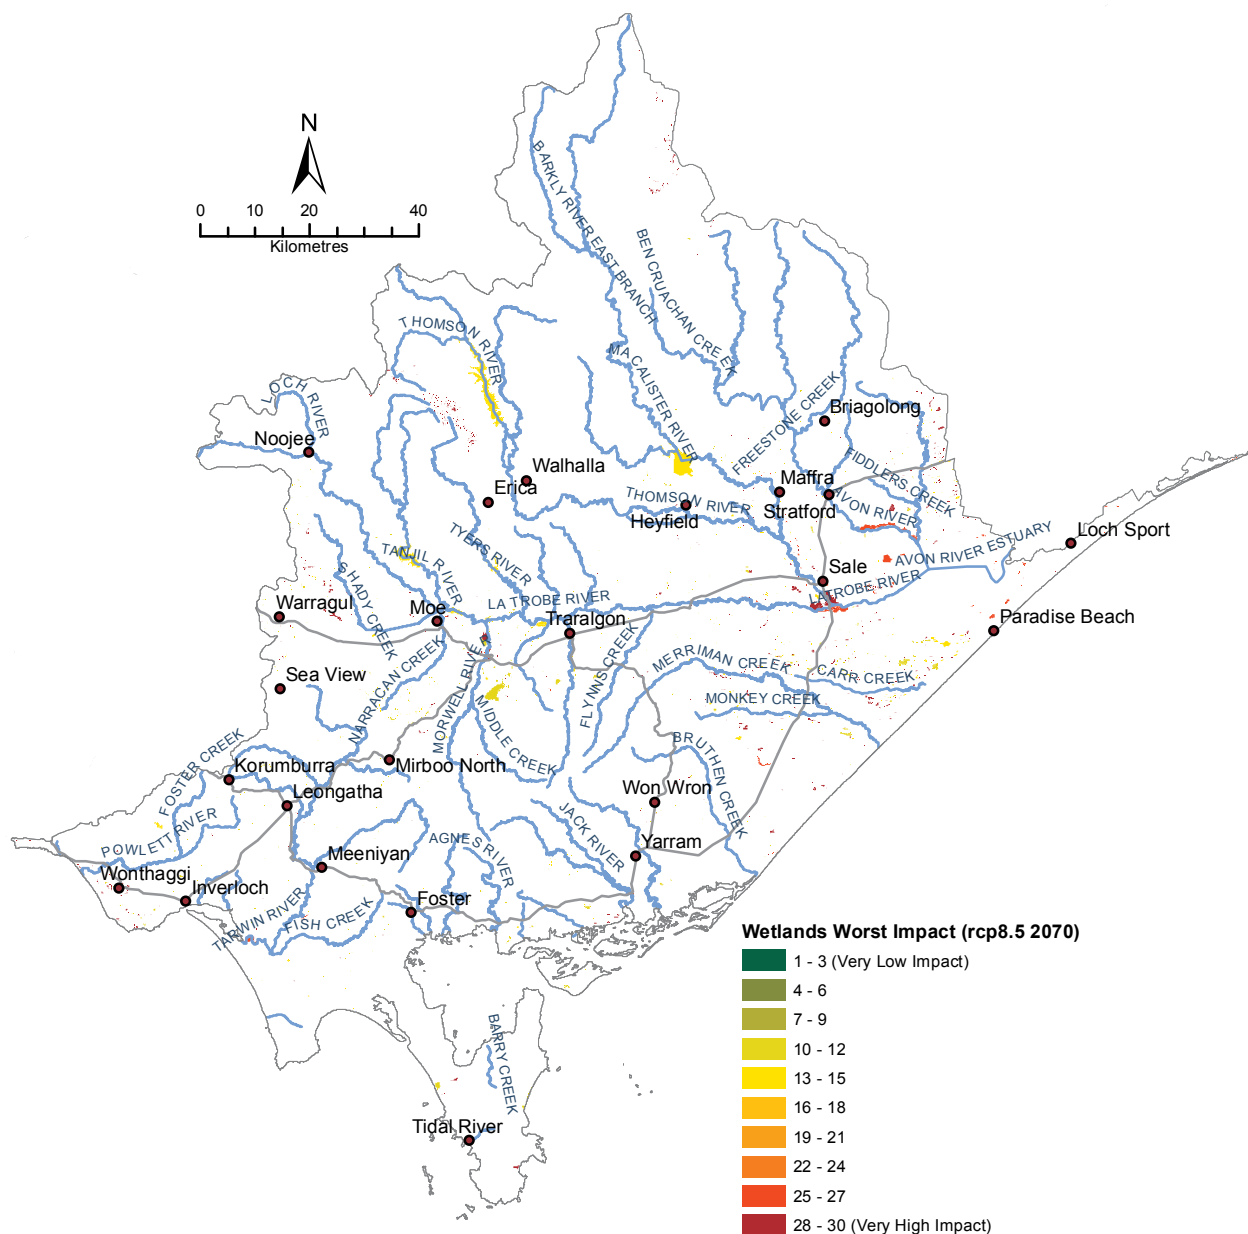 N
0 10 20 40
Kilometres
BARKLY RIVER EAST BRANCH
BEN CRUACHAN CREEK
THOMSON RIVER
MACALISTER RIVER
LOCH RIVER
Noojee
FREESTONE CREEK
Briagolong
Walhalla
Erica
FIDDLERS CREEK
Maffra
THOMSON RIVER
Heyfield
Stratford
AVON RIVER
Loch Sport
AVON RIVER ESTUARY
TANJIL RIVER
TYERS RIVER
SHADY CREEK
Sale
LATROBE RIVER
LA TROBE RIVER
Warragul
Moe
Traralgon
Paradise Beach
Sea View
NARRACAN CREEK
MORWELL RIVER
MIDDLE CREEK
FLYNNS CREEK
MERRIMAN CREEK
CARR CREEK
MONKEY CREEK
BRUTHEN CREEK
FOSTER CREEK
Korumburra
Mirboo North
Leongatha
Won Wron
POWLETT RIVER
JACK RIVER
AGNES RIVER
Yarram
Meeniyan
Wonthaggi
Inverloch
TARWIN RIVER
FISH CREEK
Foster
BARRY CREEK
Tidal River
Wetlands Worst Impact (rcp8.5 2070)
1 - 3 (Very Low Impact)
4 - 6
7 - 9
10 - 12
13 - 15
16 - 18
19 - 21
22 - 24
25 - 27
28 - 30 (Very High Impact)